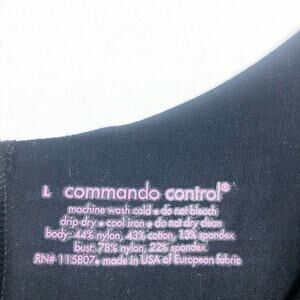 L commando control®
machine wash cold • do not bleach
drip dry • cool iron • do not dry clean
body: 44% nylon, 43% cotton, 13% spandex
bust: 78% nylon, 22% spandex
RN# 115807 • made in USA of European fabric